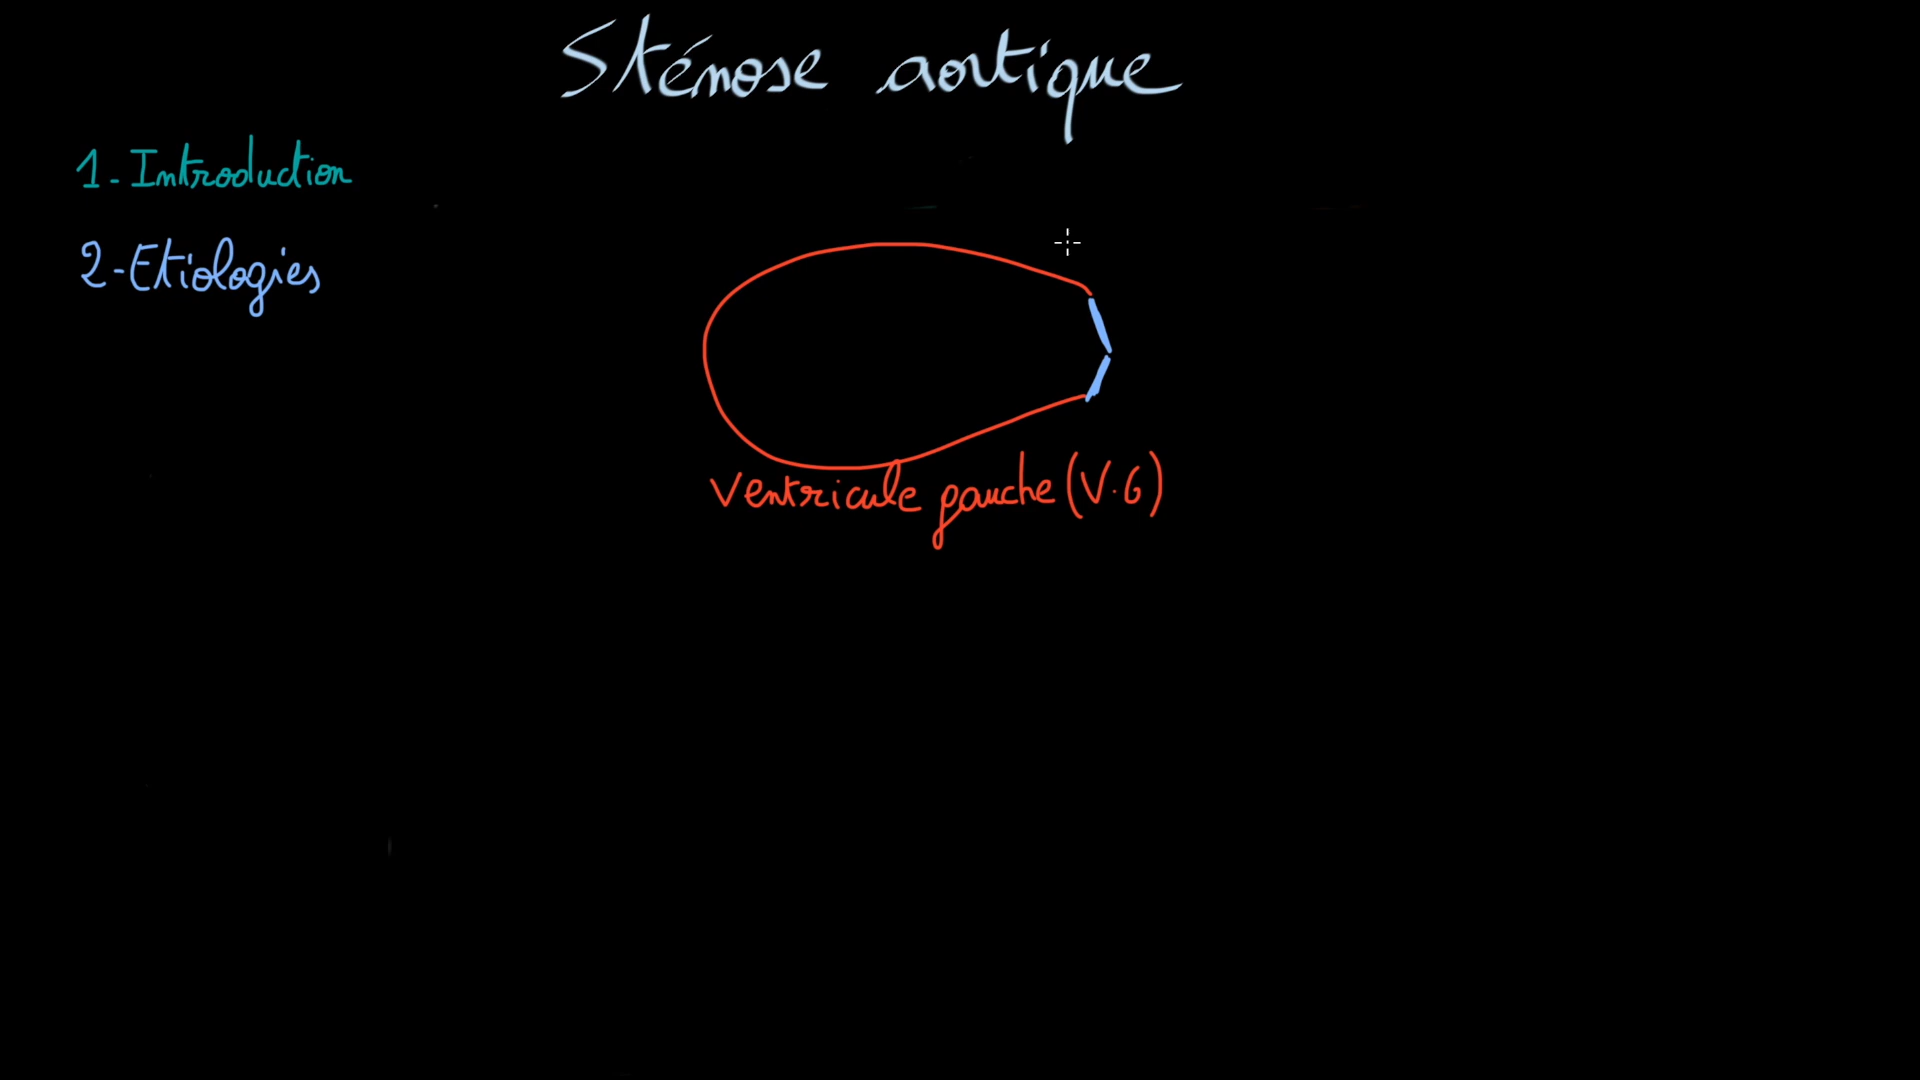 Sténose aortique
1-Introduction
2-Etiologies
Ventricule gauche (V.G)